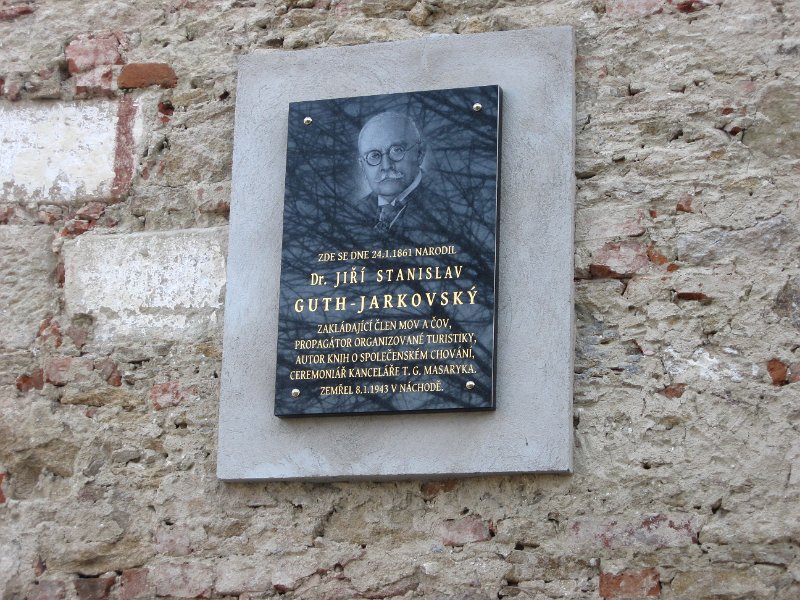 ZDE SE DNE 24.1.1861 NARODIL
Dr. JIŘÍ STANISLAV
GUTH-JARKOVSKÝ
ZAKLÁDAJÍCÍ ČLEN MOV A ČOV,
PROPAGÁTOR ORGANIZOVANÉ TURISTIKY,
AUTOR KNIH O SPOLEČENSKÉM CHOVÁNÍ,
CEREMONIÁŘ KANCELÁŘE T. G. MASARYKA.
ZEMŘEL 8.1.1943 V NÁCHODĚ.